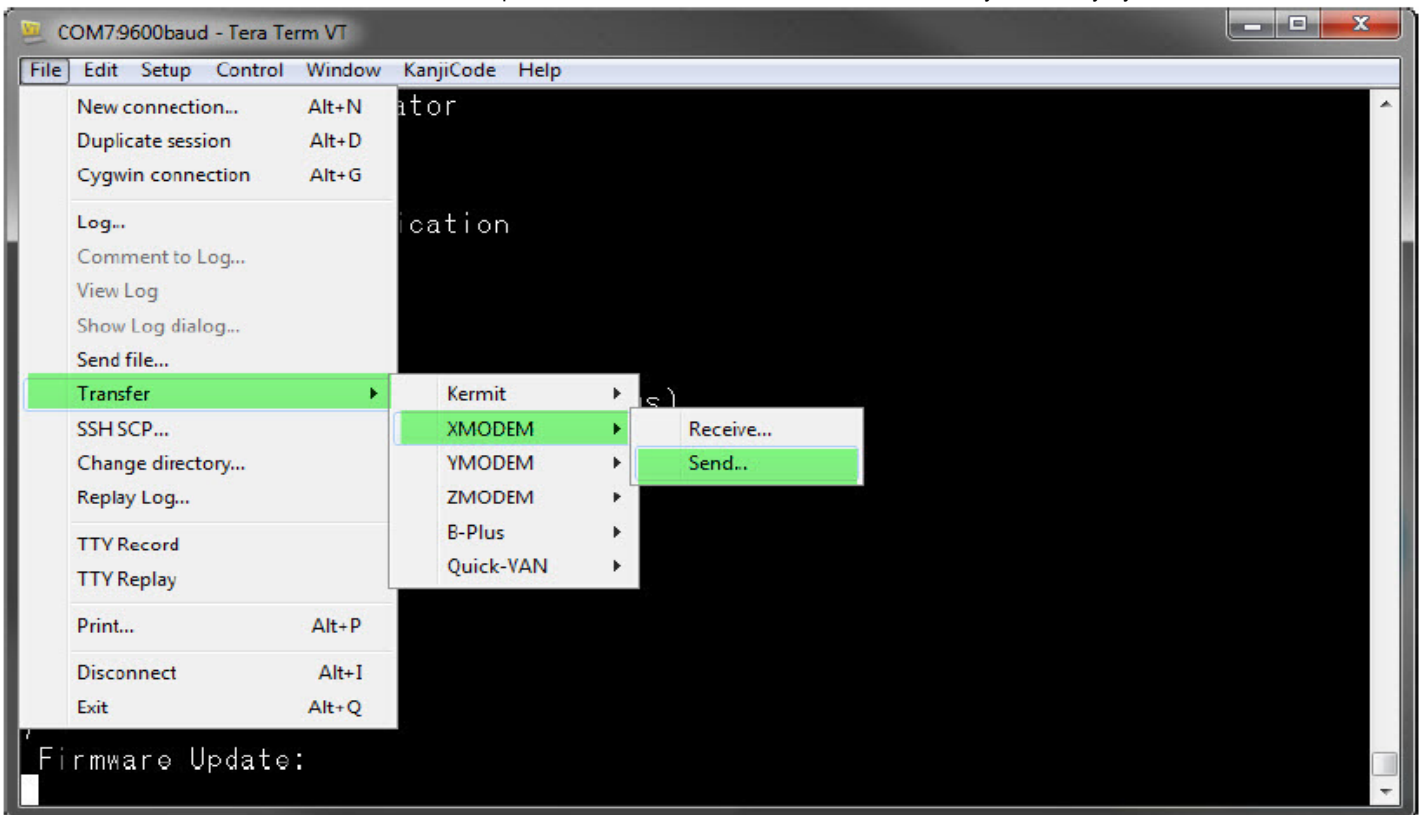 COM7:9600baud - Tera Term VT
File Edit Setup Control Window KanjiCode Help
New connection... Alt+N
Duplicate session Alt+D
Cygwin connection Alt+G
Log...
Comment to Log...
View Log
Show Log dialog...
Send file...
Transfer
SSH SCP...
Change directory...
Replay Log...
TTY Record
TTY Replay
Print... Alt+P
Disconnect Alt+I
Exit Alt+Q
Kermit
XMODEM
YMODEM
ZMODEM
B-Plus
Quick-VAN
Receive...
Send...
ator
ication
s)
Firmware Update: